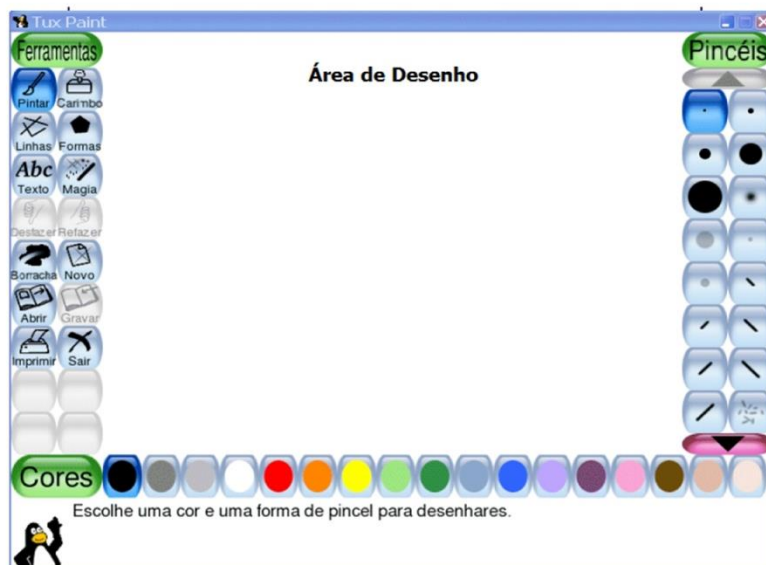 Tux Paint
Ferramentas
Pincéis
Área de Desenho
Pintar Carimbo
Linhas Formas
Abc
Texto Magia
Desfazer Refazer
Borracha Novo
Abrir Gravar
Imprimir Sair
Cores
Escolhe uma cor e uma forma de pincel para desenhares.